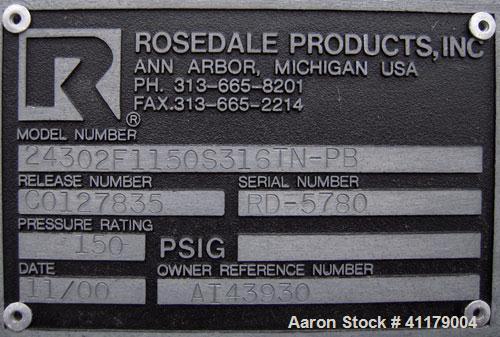 R
ROSEDALE PRODUCTS, INC
ANN ARBOR, MICHIGAN USA
PH. 313-665-8201
FAX.313-665-2214
®
MODEL NUMBER
24302F1150S316TN-PB
RELEASE NUMBER SERIAL NUMBER
C0127835 RD-5780
PRESSURE RATING
150 PSIG
DATE OWNER REFERENCE NUMBER
11/00 AI43930
Aaron Stock # 41179004